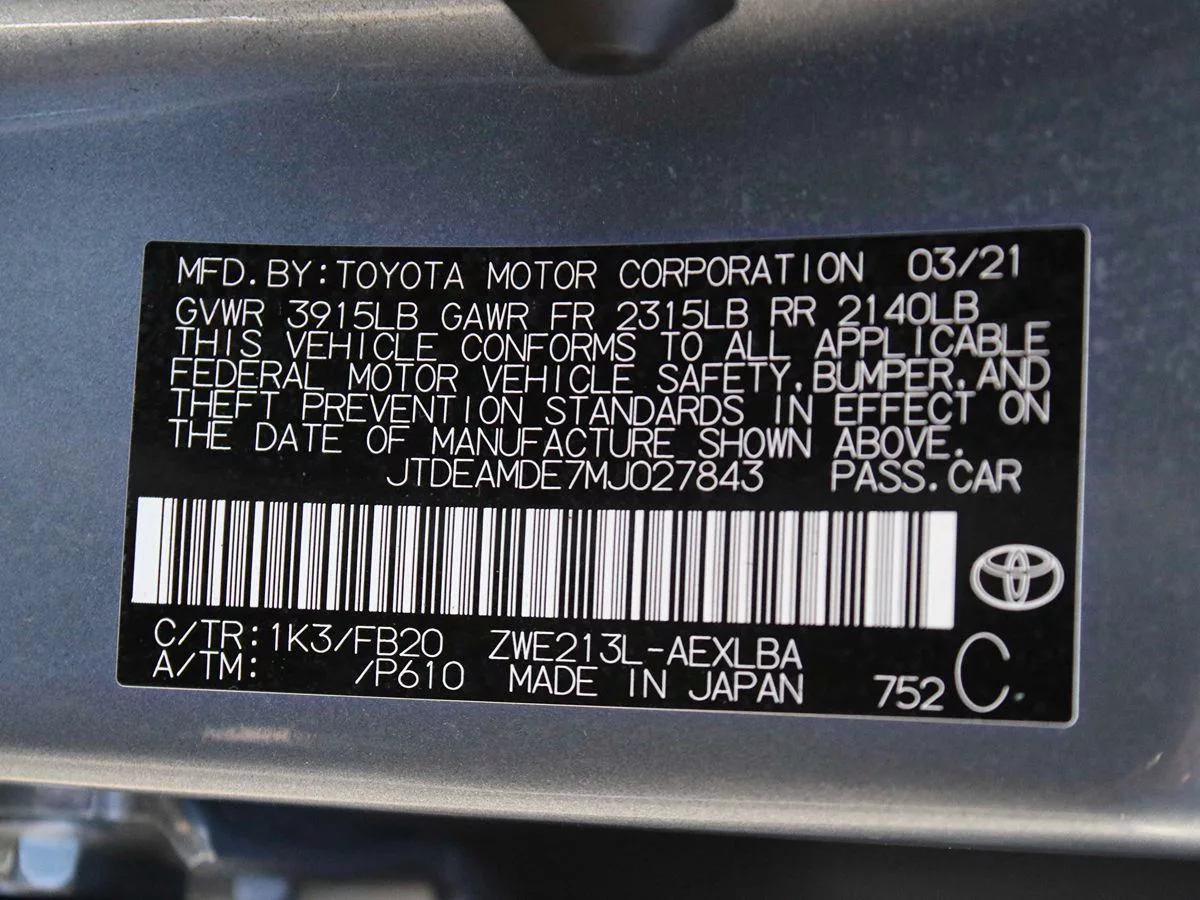 MFD. BY: TOYOTA MOTOR CORPORATION 03/21
GVWR 3915LB GAWR FR 2315LB RR 2140LB
THIS VEHICLE CONFORMS TO ALL APPLICABLE
FEDERAL MOTOR VEHICLE SAFETY, BUMPER, AND
THEFT PREVENTION STANDARDS IN EFFECT ON
THE DATE OF MANUFACTURE SHOWN ABOVE.
JTDEAMDE7MJ027843 PASS. CAR
C/TR: 1K3/FB20 ZWE213L-AEXLBA
A/TM: /P610 MADE IN JAPAN 752 C